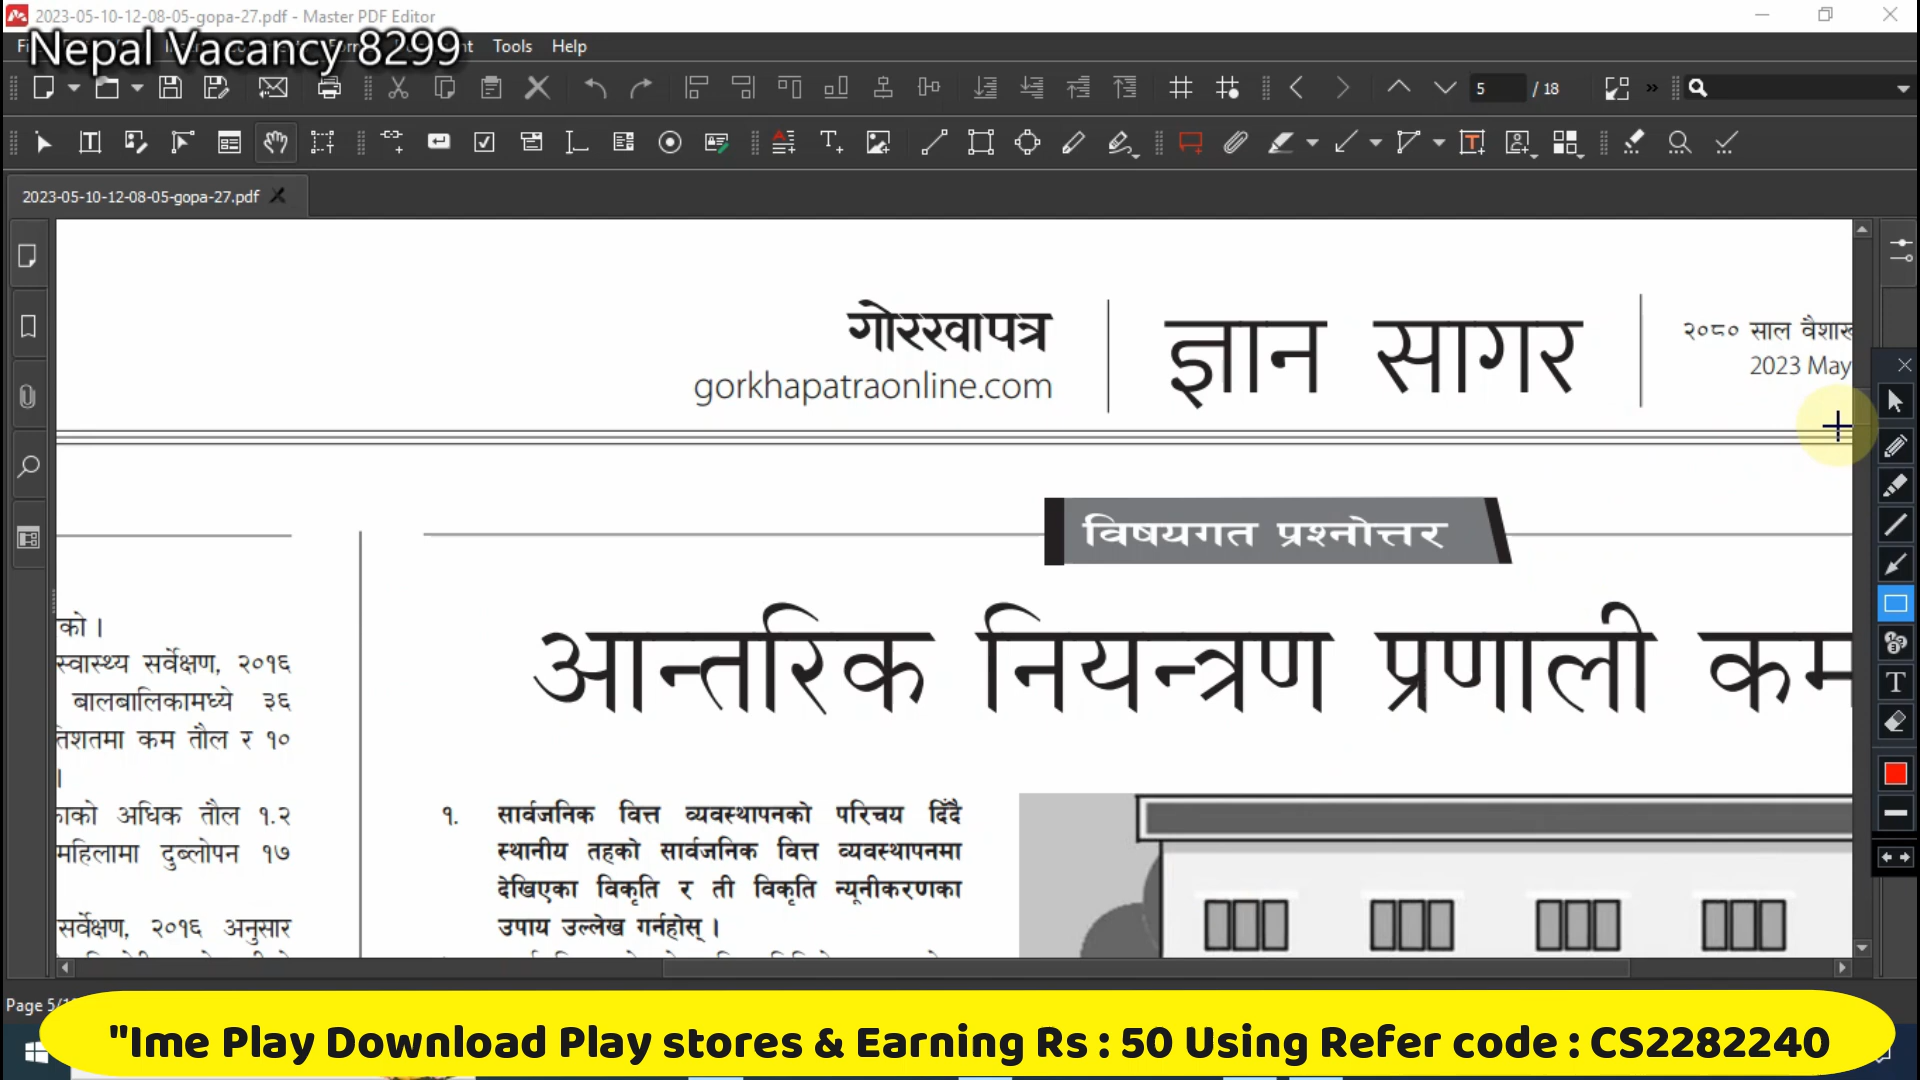 2023-05-10-12-08-05-gopa-27.pdf - Master PDF Editor
Nepal Vacancy 8299
Tools Help
5 / 18
2023-05-10-12-08-05-gopa-27.pdf
गोरखापत्र
gorkhapatraonline.com
ज्ञान सागर
२०८० साल वैशाख
2023 May
विषयगत प्रश्नोत्तर
आन्तरिक नियन्त्रण प्रणाली कम
को ।
स्वास्थ्य सर्वेक्षण, २०१६
बालबालिकामध्ये ३६
तिशतमा कम तौल र १०
।
काको अधिक तौल १.२
महिलामा दुब्लोपन १७
सर्वेक्षण, २०१६ अनुसार
१. सार्वजनिक वित्त व्यवस्थापनको परिचय दिँदै
स्थानीय तहको सार्वजनिक वित्त व्यवस्थापनमा
देखिएका विकृति र ती विकृति न्यूनीकरणका
उपाय उल्लेख गर्नुहोस् ।
Page 5/
"Ime Play Download Play stores & Earning Rs : 50 Using Refer code : CS2282240